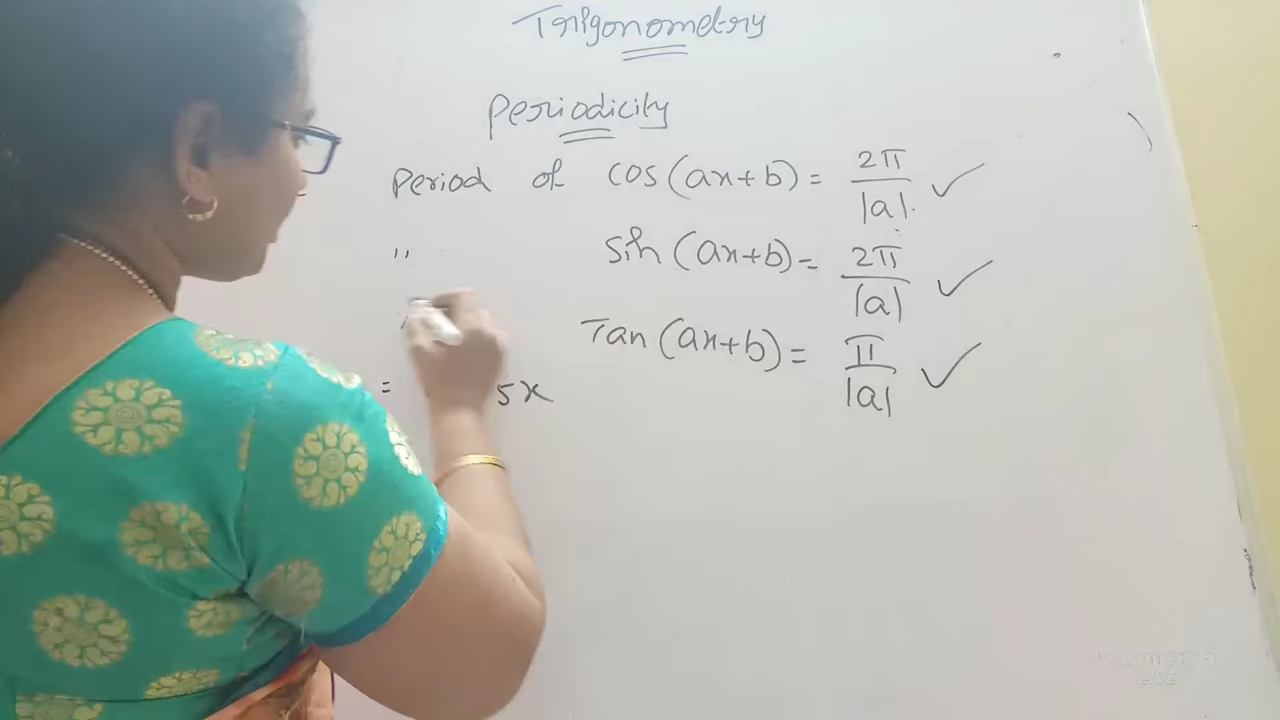 Trigonometry
Periodicity
Period of cos(ax+b) = 2π/|a| ✓
" sin(ax+b) = 2π/|a| ✓
Tan(ax+b) = π/|a| ✓
= 5x